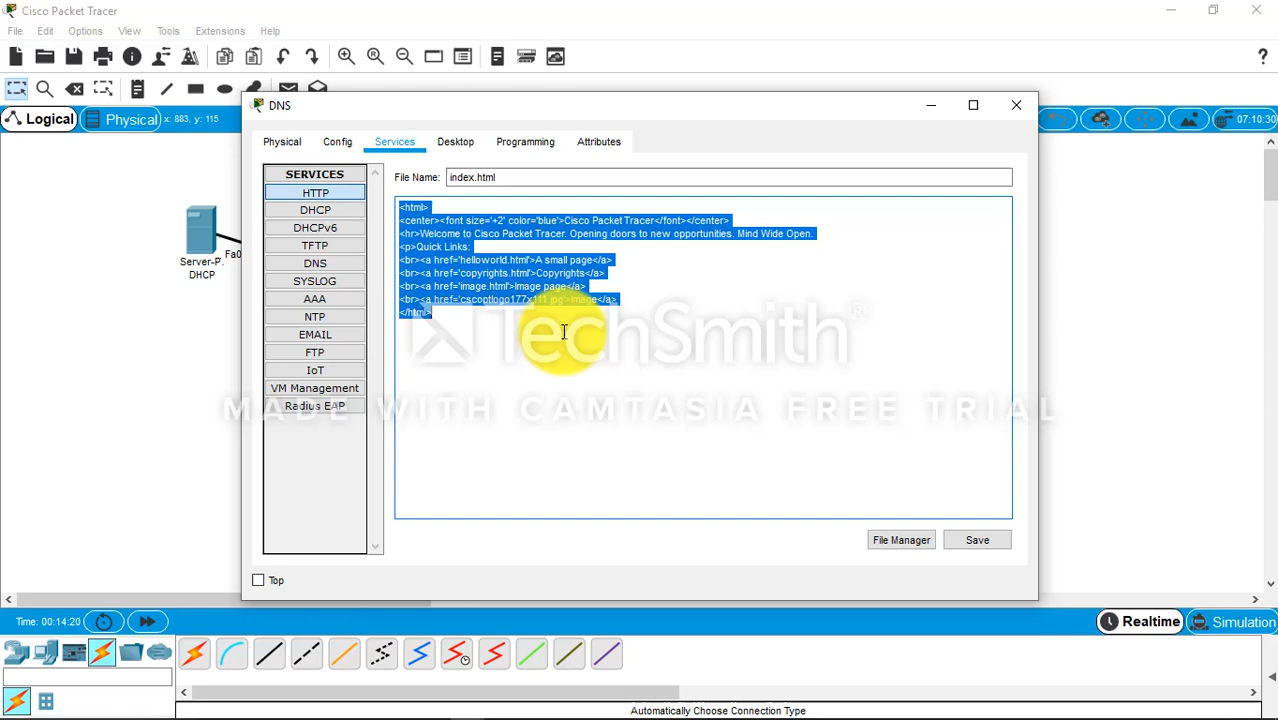 Cisco Packet Tracer
File Edit Options View Tools Extensions Help
Logical Physical x: 883, y: 115 07:10:30
DNS
Physical Config Services Desktop Programming Attributes
SERVICES
HTTP
DHCP
DHCPv6
TFTP
DNS
SYSLOG
AAA
NTP
EMAIL
FTP
IoT
VM Management
Radius EAP
File Name: index.html
<html>
<center><font size='+2' color='blue'>Cisco Packet Tracer</font></center>
<hr>Welcome to Cisco Packet Tracer. Opening doors to new opportunities. Mind Wide Open.
<p>Quick Links:
<br><a href='helloworld.html'>A small page</a>
<br><a href='copyrights.html'>Copyrights</a>
<br><a href='image.html'>Image page</a>
<br><a href='cscoptlogo177x111.jpg'>Image</a>
</html>
File Manager Save
Top
Server-P.
DHCP
Fa0
TechSmith®
MADE WITH CAMTASIA FREE TRIAL
Time: 00:14:20 Realtime Simulation
Automatically Choose Connection Type